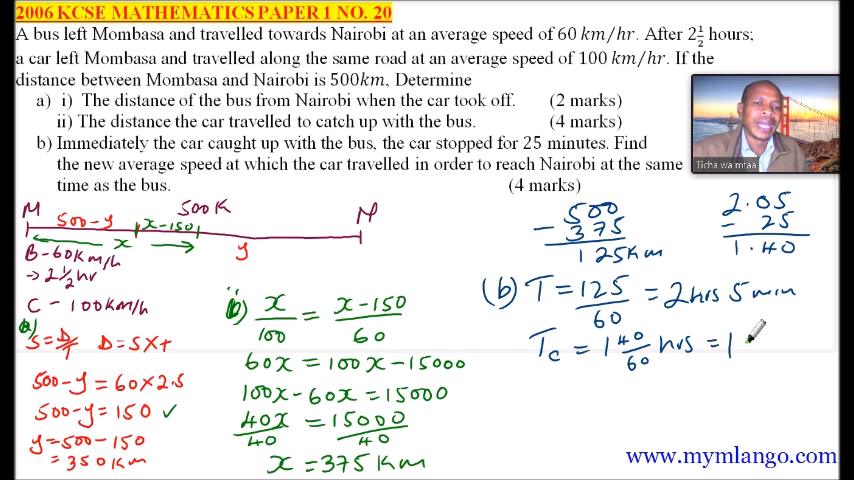 2006 KCSE MATHEMATICS PAPER 1 NO. 20
A bus left Mombasa and travelled towards Nairobi at an average speed of 60 km/hr. After 2 1/2 hours;
a car left Mombasa and travelled along the same road at an average speed of 100 km/hr. If the
distance between Mombasa and Nairobi is 500km, Determine
a) i) The distance of the bus from Nairobi when the car took off. (2 marks)
ii) The distance the car travelled to catch up with the bus. (4 marks)
b) Immediately the car caught up with the bus, the car stopped for 25 minutes. Find
the new average speed at which the car travelled in order to reach Nairobi at the same
time as the bus. (4 marks)
Ticha wa mtaa
M 500K N
500-y x-150
x y
B-60km/h
→ 2 1/2 hr
C - 100km/h
a)
S = D/T D = S×T
500-y = 60×2.5
500-y = 150 ✓
y = 500-150
= 350km
ii) x/100 = x-150/60
60x = 100x-15000
100x-60x = 15000
40x/40 = 15000/40
x = 375km
500
- 375
125km
2.05
- 25
1.40
(b) T = 125/60 = 2hrs 5min
Tc = 1 40/60 hrs = 1
www.mymlango.com